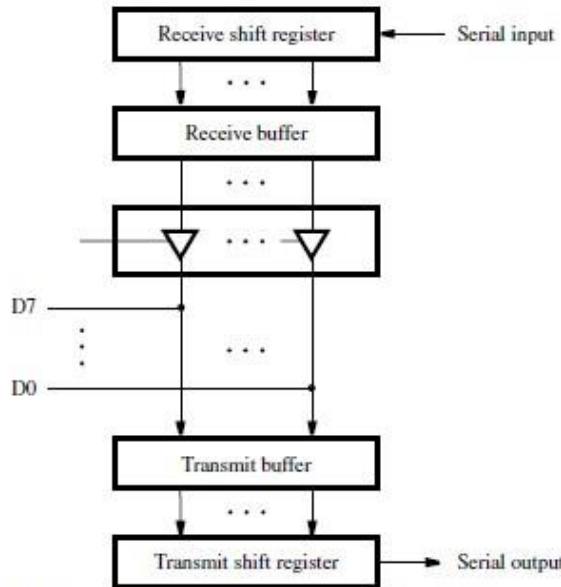 Receive shift register
Serial input
Receive buffer
D7
D0
Transmit buffer
Transmit shift register
Serial output